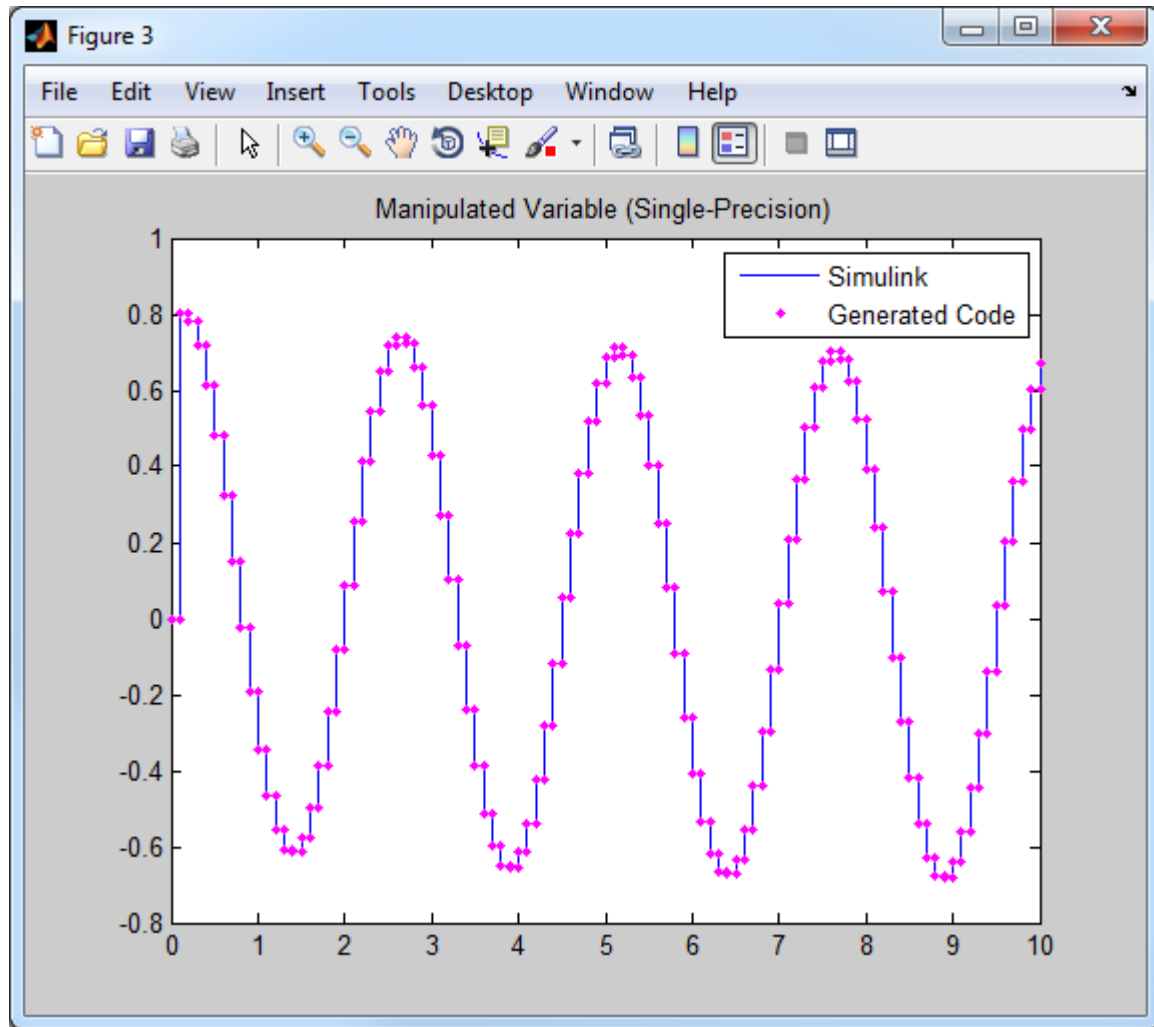 Figure 3
File Edit View Insert Tools Desktop Window Help
Manipulated Variable (Single-Precision)
Simulink
Generated Code
1
0.8
0.6
0.4
0.2
0
-0.2
-0.4
-0.6
-0.8
0 1 2 3 4 5 6 7 8 9 10